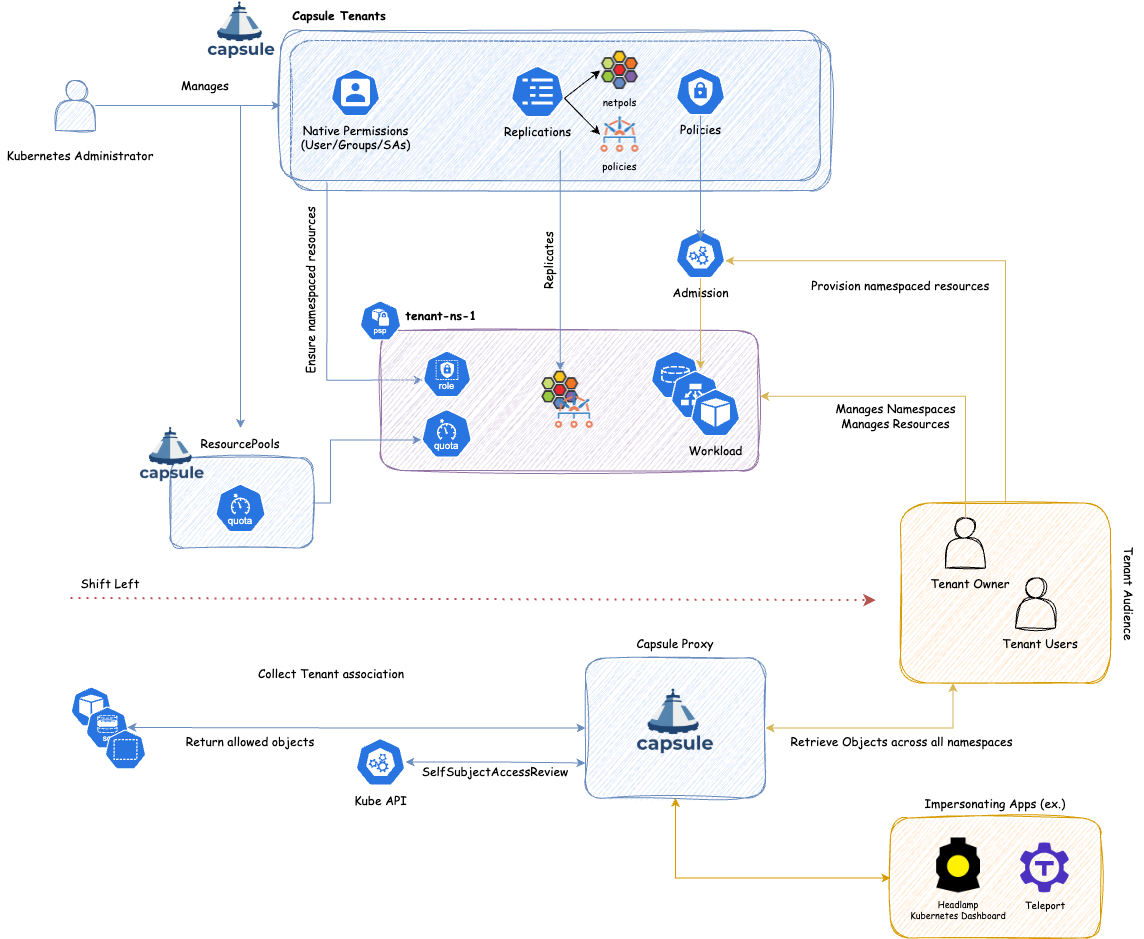 Capsule Tenants
capsule
Manages
Kubernetes Administrator
Native Permissions
(User/Groups/SAs)
Replications
netpols
policies
Policies
Ensure namespaced resources
Replicates
Admission
Provision namespaced resources
psp
tenant-ns-1
role
quota
Workload
Manages Namespaces
Manages Resources
ResourcePools
capsule
quota
Shift Left
Tenant Owner
Tenant Users
Tenant Audience
Capsule Proxy
capsule
Collect Tenant association
Return allowed objects
Kube API
SelfSubjectAccessReview
Retrieve Objects across all namespaces
Impersonating Apps (ex.)
Headlamp
Kubernetes Dashboard
T
Teleport